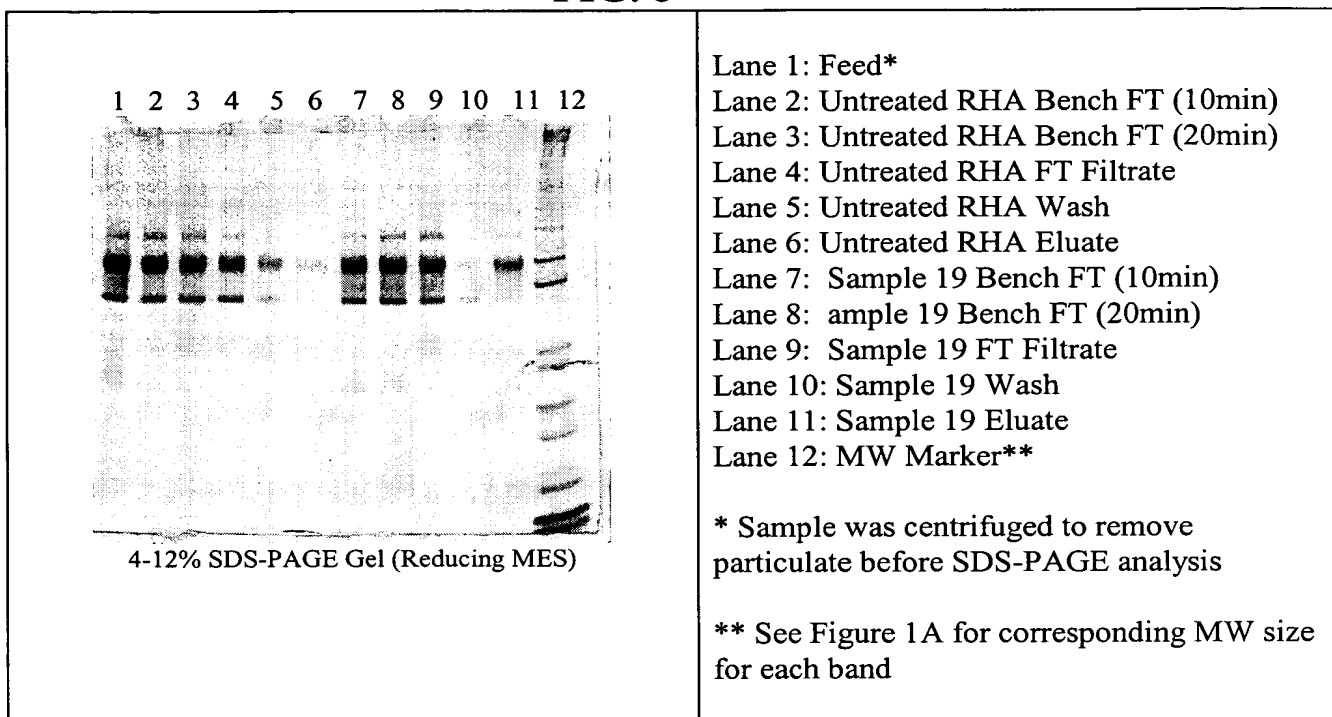 1 2 3 4 5 6 7 8 9 10 11 12
4-12% SDS-PAGE Gel (Reducing MES)
Lane 1: Feed*
Lane 2: Untreated RHA Bench FT (10min)
Lane 3: Untreated RHA Bench FT (20min)
Lane 4: Untreated RHA FT Filtrate
Lane 5: Untreated RHA Wash
Lane 6: Untreated RHA Eluate
Lane 7: Sample 19 Bench FT (10min)
Lane 8: ample 19 Bench FT (20min)
Lane 9: Sample 19 FT Filtrate
Lane 10: Sample 19 Wash
Lane 11: Sample 19 Eluate
Lane 12: MW Marker**
* Sample was centrifuged to remove
particulate before SDS-PAGE analysis
** See Figure 1A for corresponding MW size
for each band